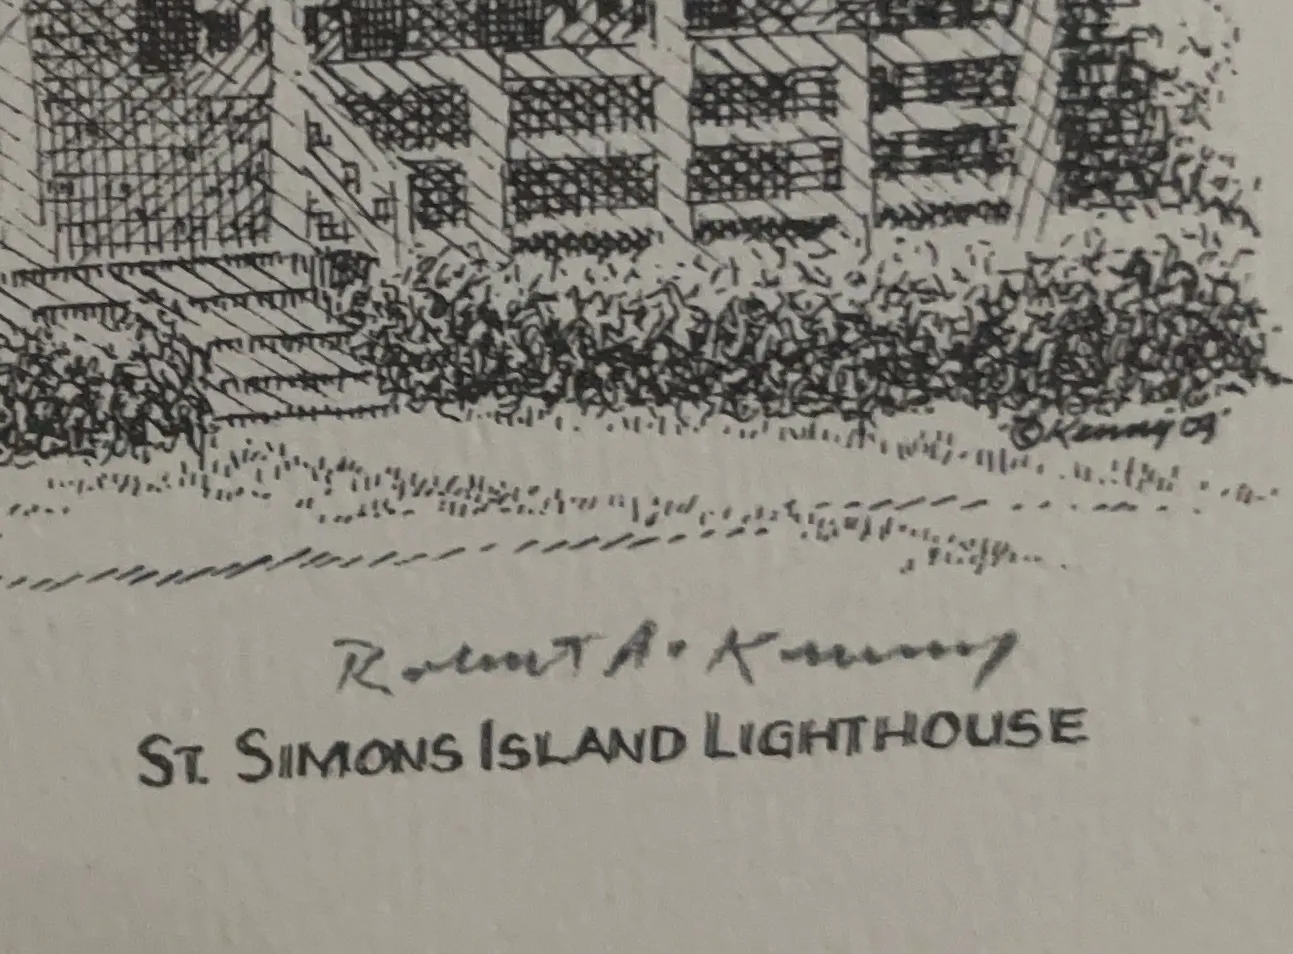 © Kenny 09
Robert A. Kenny
ST. SIMONS ISLAND LIGHTHOUSE